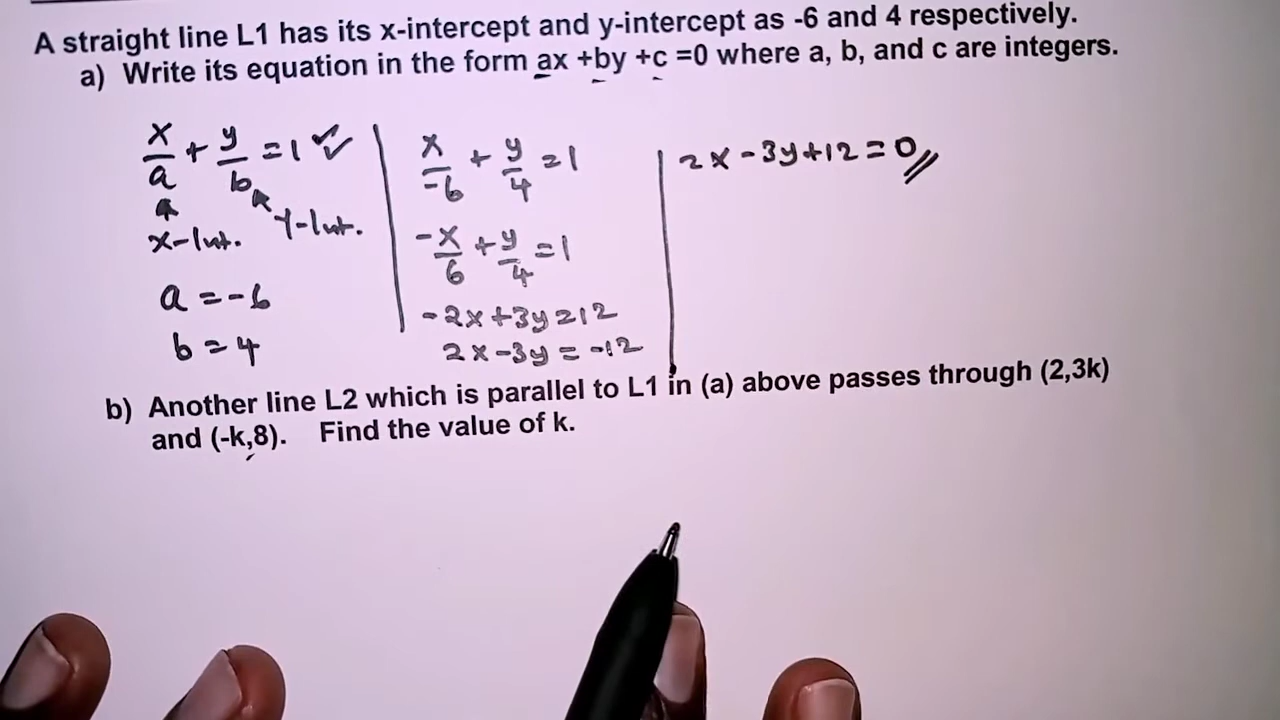 A straight line L1 has its x-intercept and y-intercept as -6 and 4 respectively.
a) Write its equation in the form ax +by +c =0 where a, b, and c are integers.
x/a + y/b = 1
x-Int. Y-Int.
a = -6
b = 4
x/-6 + y/4 = 1
-x/6 + y/4 = 1
-2x+3y=12
2x-3y = -12
2x-3y+12=0
b) Another line L2 which is parallel to L1 in (a) above passes through (2,3k)
and (-k,8). Find the value of k.